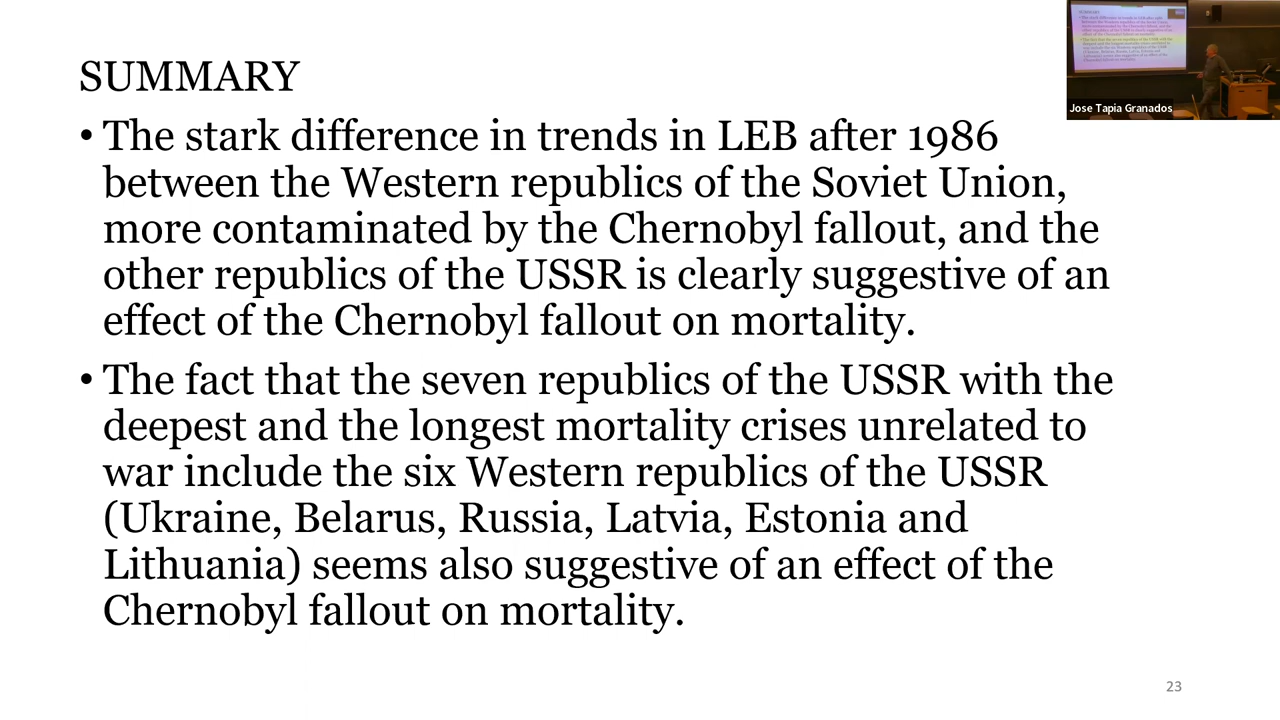 SUMMARY
• The stark difference in trends in LEB after 1986
between the Western republics of the Soviet Union,
more contaminated by the Chernobyl fallout, and the
other republics of the USSR is clearly suggestive of an
effect of the Chernobyl fallout on mortality.
• The fact that the seven republics of the USSR with the
deepest and the longest mortality crises unrelated to
war include the six Western republics of the USSR
(Ukraine, Belarus, Russia, Latvia, Estonia and
Lithuania) seems also suggestive of an effect of the
Chernobyl fallout on mortality.
Jose Tapia Granados
23